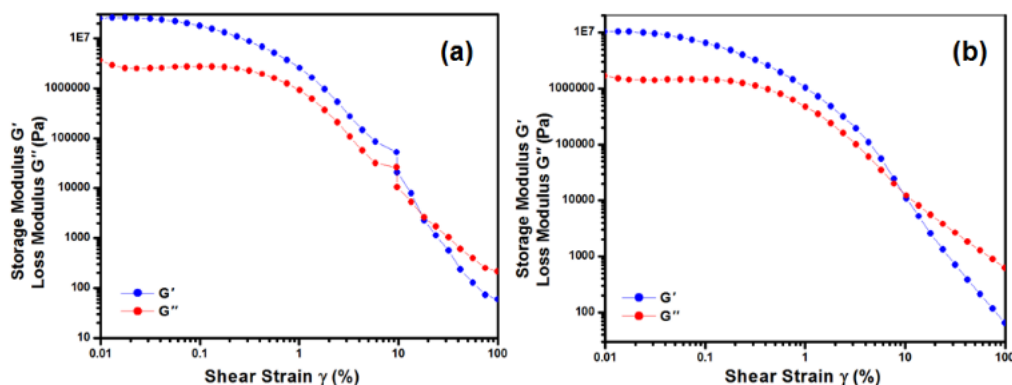 (a)
Storage Modulus G'
Loss Modulus G'' (Pa)
1E7
1000000
100000
10000
1000
100
10
G'
G''
0.01
0.1
1
10
100
Shear Strain γ (%)
(b)
Storage Modulus G'
Loss Modulus G'' (Pa)
1E7
1000000
100000
10000
1000
100
G'
G''
0.01
0.1
1
10
100
Shear Strain γ (%)